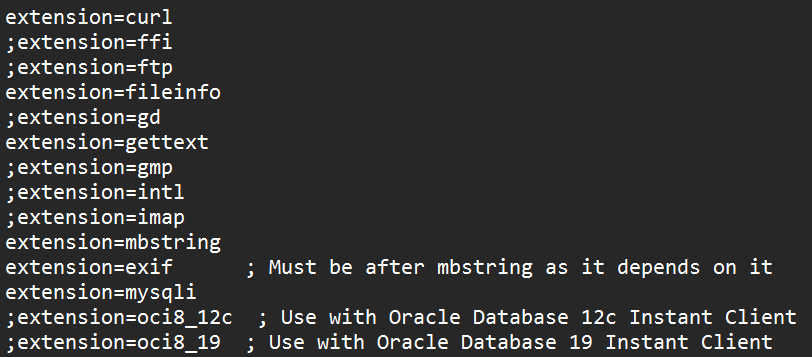 extension=curl
;extension=ffi
;extension=ftp
extension=fileinfo
;extension=gd
extension=gettext
;extension=gmp
;extension=intl
;extension=imap
extension=mbstring
extension=exif      ; Must be after mbstring as it depends on it
extension=mysqli
;extension=oci8_12c  ; Use with Oracle Database 12c Instant Client
;extension=oci8_19  ; Use with Oracle Database 19 Instant Client